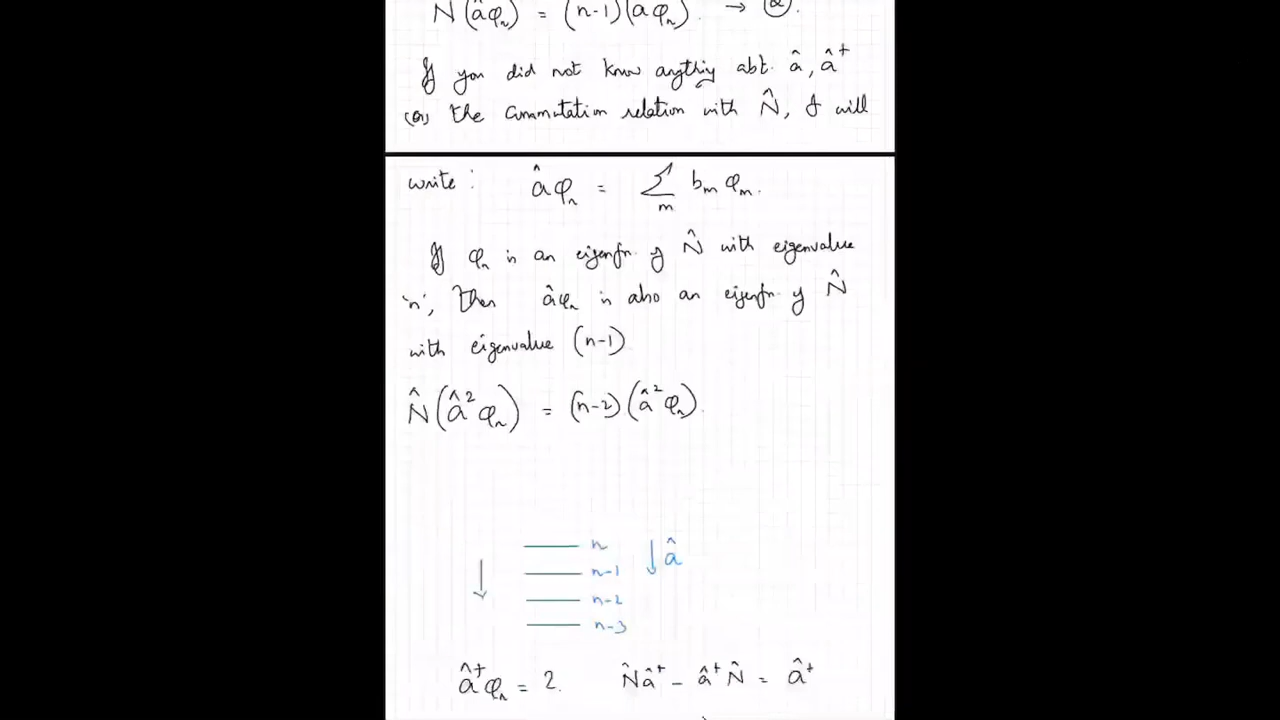 N̂(âφₙ) = (n-1)(aφₙ) → ②.
If you did not know anything abt. â, â⁺
(or) the commutation relation with N̂, I will
write : âφₙ = ∑ₘ bₘ φₘ.
If φₙ is an eigenfn. of N̂ with eigenvalue
'n', then âφₙ is also an eigenfn. of N̂
with eigenvalue (n-1)
N̂(â²φₙ) = (n-2)(â²φₙ).
n
↓ â
n-1
n-2
n-3
â⁺φₙ = ?. N̂â⁺ - â⁺N̂ = â⁺